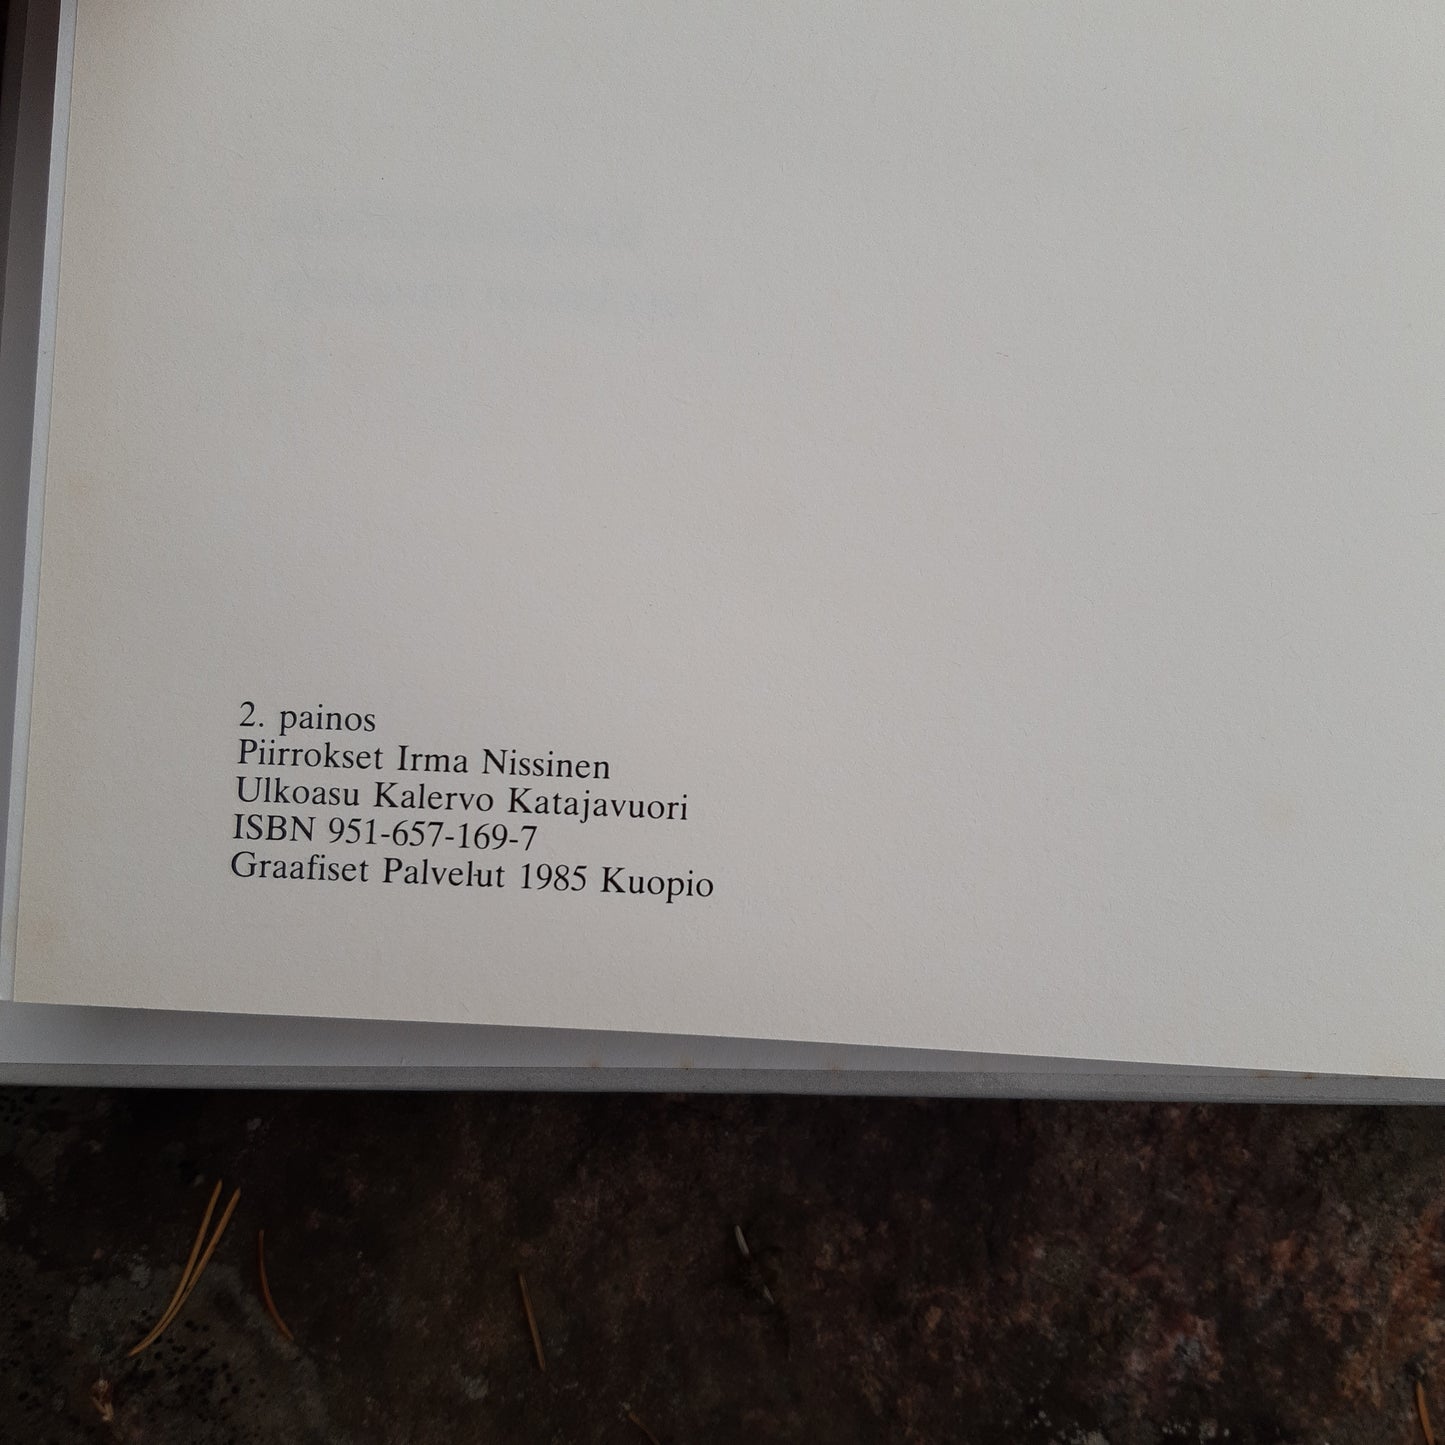 2. painos
Piirrokset Irma Nissinen
Ulkoasu Kalervo Katajavuori
ISBN 951-657-169-7
Graafiset Palvelut 1985 Kuopio